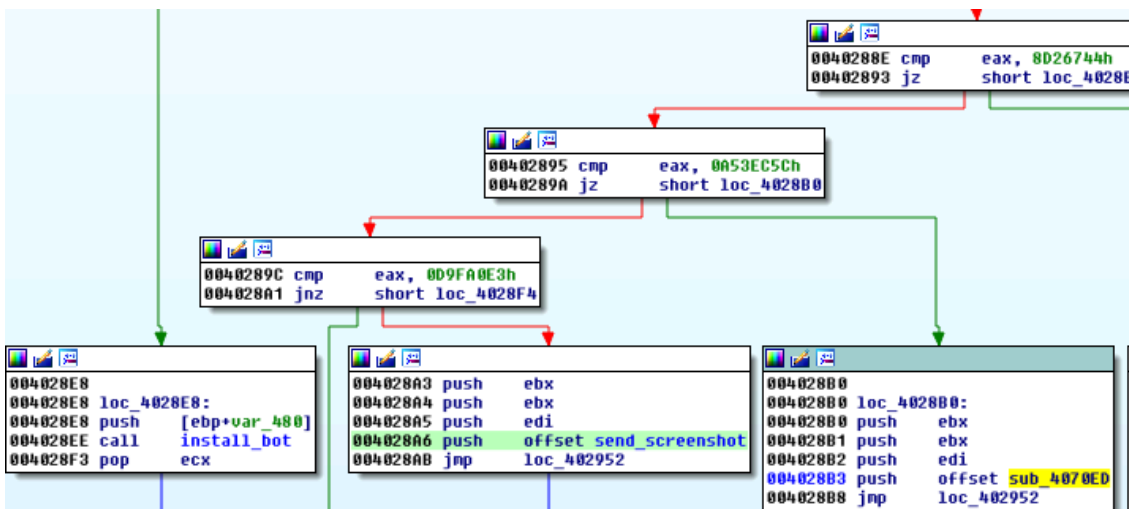 0040288E cmp eax, 8D26744h
00402893 jz short loc_4028E
00402895 cmp eax, 0A53EC5Ch
0040289A jz short loc_4028B0
0040289C cmp eax, 0D9FA0E3h
004028A1 jnz short loc_4028F4
004028E8
004028E8 loc_4028E8:
004028E8 push [ebp+var_480]
004028EE call install_bot
004028F3 pop ecx
004028A3 push ebx
004028A4 push ebx
004028A5 push edi
004028A6 push offset send_screenshot
004028AB jmp loc_402952
004028B0
004028B0 loc_4028B0:
004028B0 push ebx
004028B1 push ebx
004028B2 push edi
004028B3 push offset sub_4070ED
004028B8 jmp loc_402952